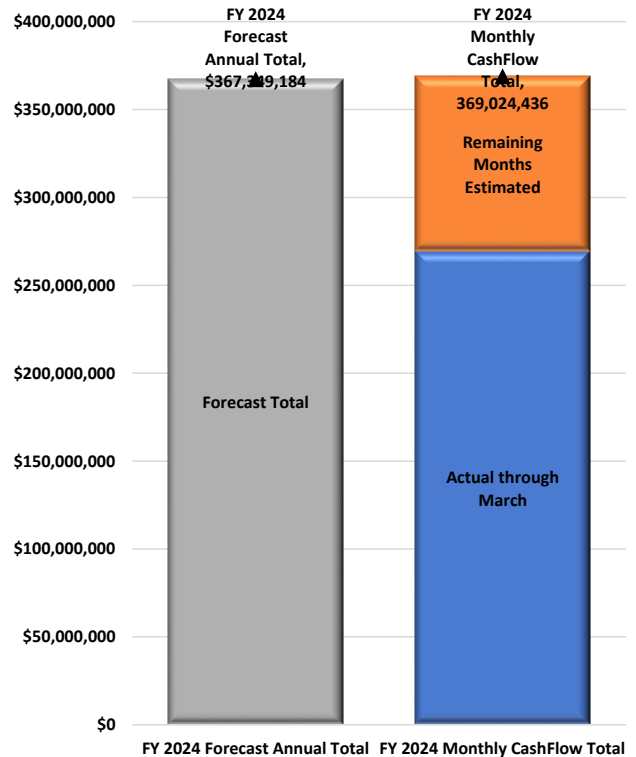 FY 2024
Forecast
Annual Total,
FY 2024
Monthly
CashFlow
Total,
369,024,436
Remaining
Months
Estimated
Forecast Total
Actual through
March
$400,000,000
$350,000,000
$300,000,000
$250,000,000
$200,000,000
$150,000,000
$100,000,000
$50,000,000
$0
FY 2024 Forecast Annual Total
FY 2024 Monthly CashFlow Total